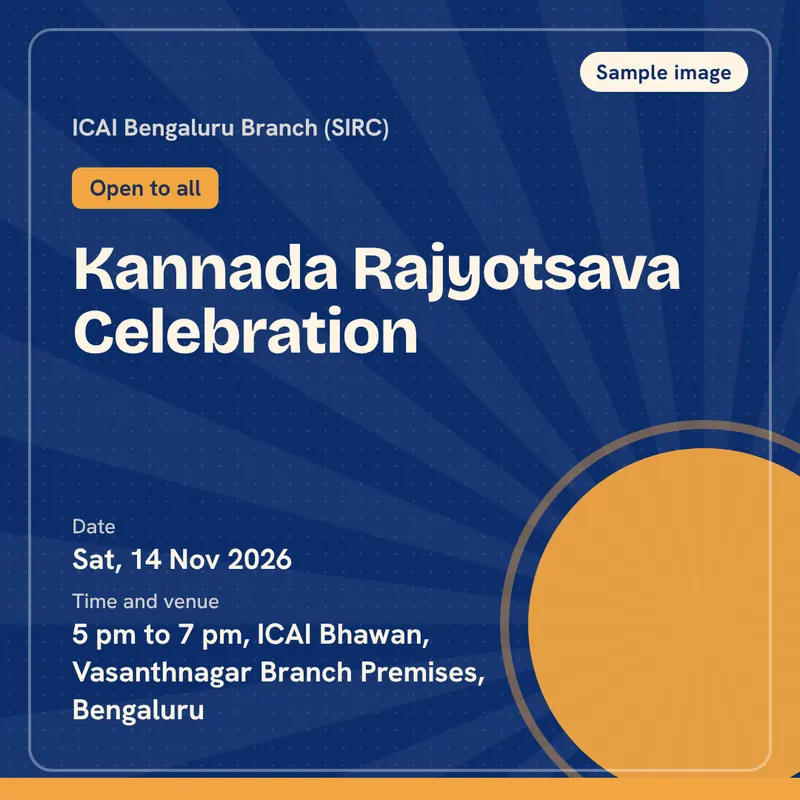 Sample image
ICAI Bengaluru Branch (SIRC)
Open to all
Kannada Rajyotsava
Celebration
Date
Sat, 14 Nov 2026
Time and venue
5 pm to 7 pm, ICAI Bhawan,
Vasanthnagar Branch Premises,
Bengaluru